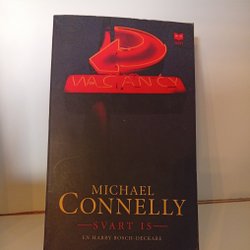 VACANCY
MICHAEL
CONNELLY
SVART IS
EN HARRY BOSCH-DECKARE